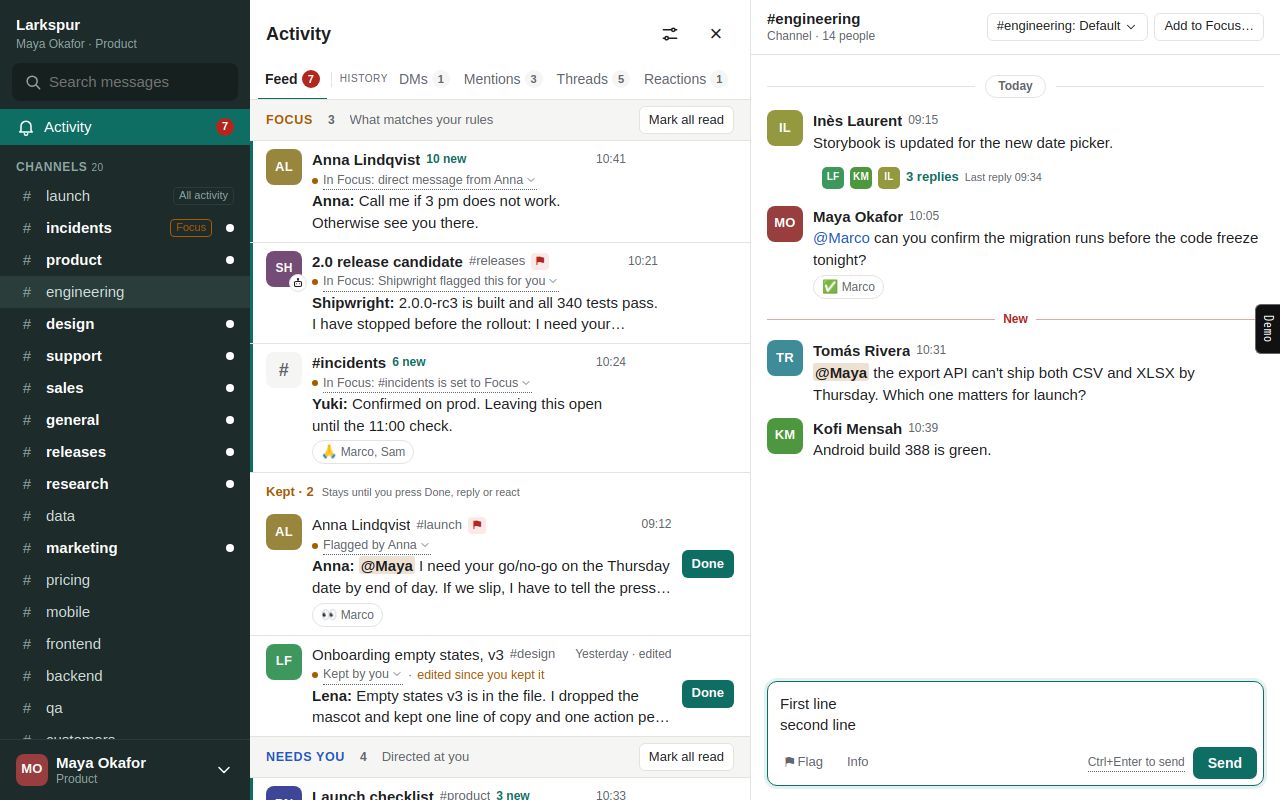 Larkspur
Maya Okafor · Product
Search messages
Activity 7
CHANNELS 20
# launch All activity
# incidents Focus
# product
# engineering
# design
# support
# sales
# general
# releases
# research
# data
# marketing
# pricing
# mobile
# frontend
# backend
# qa
MO Maya Okafor
Product
Activity
Feed 7 HISTORY DMs 1 Mentions 3 Threads 5 Reactions 1
FOCUS 3 What matches your rules Mark all read
AL Anna Lindqvist 10 new 10:41
In Focus: direct message from Anna
Anna: Call me if 3 pm does not work.
Otherwise see you there.
SH 2.0 release candidate #releases 10:21
In Focus: Shipwright flagged this for you
Shipwright: 2.0.0-rc3 is built and all 340 tests pass.
I have stopped before the rollout: I need your…
# #incidents 6 new 10:24
In Focus: #incidents is set to Focus
Yuki: Confirmed on prod. Leaving this open
until the 11:00 check.
🙏 Marco, Sam
Kept · 2 Stays until you press Done, reply or react
AL Anna Lindqvist #launch 09:12
Flagged by Anna
Anna: @Maya I need your go/no-go on the Thursday
date by end of day. If we slip, I have to tell the press…
👀 Marco
Done
LF Onboarding empty states, v3 #design Yesterday · edited
Kept by you · edited since you kept it
Lena: Empty states v3 is in the file. I dropped the
mascot and kept one line of copy and one action pe…
Done
NEEDS YOU 4 Directed at you Mark all read
Launch checklist #product 3 new 10:33
#engineering
Channel · 14 people
#engineering: Default
Add to Focus…
Today
IL Inès Laurent 09:15
Storybook is updated for the new date picker.
LF KM IL 3 replies Last reply 09:34
MO Maya Okafor 10:05
@Marco can you confirm the migration runs before the code freeze
tonight?
✅ Marco
New
TR Tomás Rivera 10:31
@Maya the export API can't ship both CSV and XLSX by
Thursday. Which one matters for launch?
KM Kofi Mensah 10:39
Android build 388 is green.
Demo
First line
second line
Flag Info Ctrl+Enter to send Send